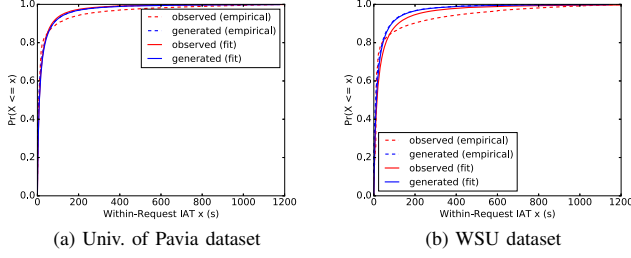 1.0
0.8
0.6
0.4
0.2
0.0
Pr(X <= x)
0 200 400 600 800 1000 1200
Within-Request IAT x (s)
observed (empirical)
generated (empirical)
observed (fit)
generated (fit)
(a) Univ. of Pavia dataset
1.0
0.8
0.6
0.4
0.2
0.0
Pr(X <= x)
0 200 400 600 800 1000 1200
Within-Request IAT x (s)
observed (empirical)
generated (empirical)
observed (fit)
generated (fit)
(b) WSU dataset